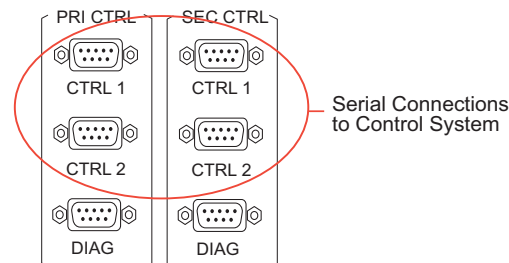 PRI CTRL SEC CTRL
CTRL 1 CTRL 1
Serial Connections
to Control System
CTRL 2 CTRL 2
DIAG DIAG